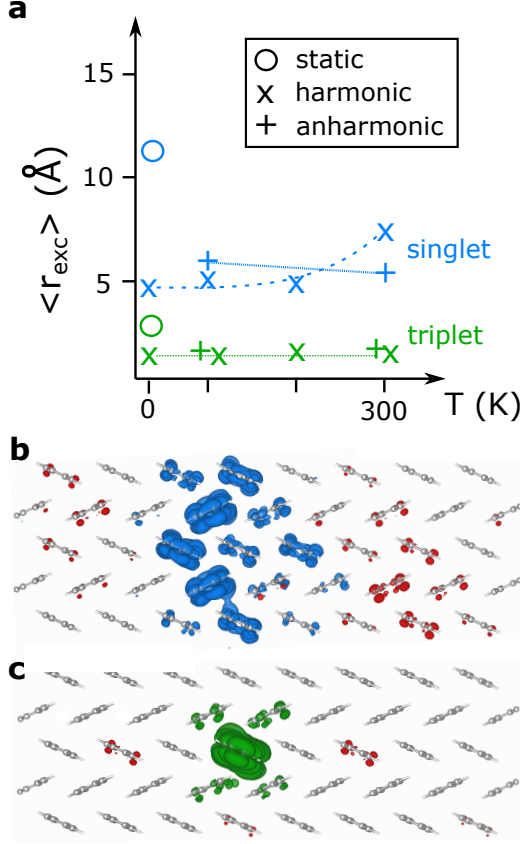 a
15
10
5
<r_exc> (Å)
static
harmonic
anharmonic
singlet
triplet
0
300
T (K)
b
c